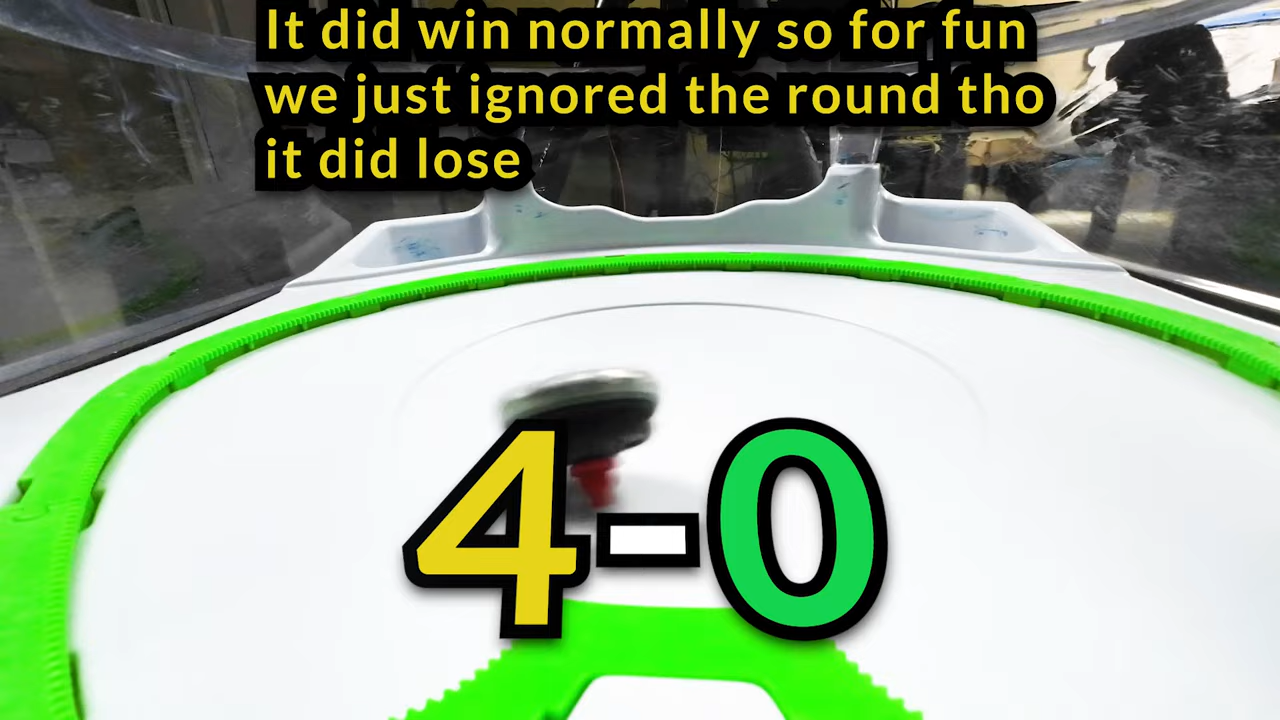 It did win normally so for fun
we just ignored the round tho
it did lose
4-0